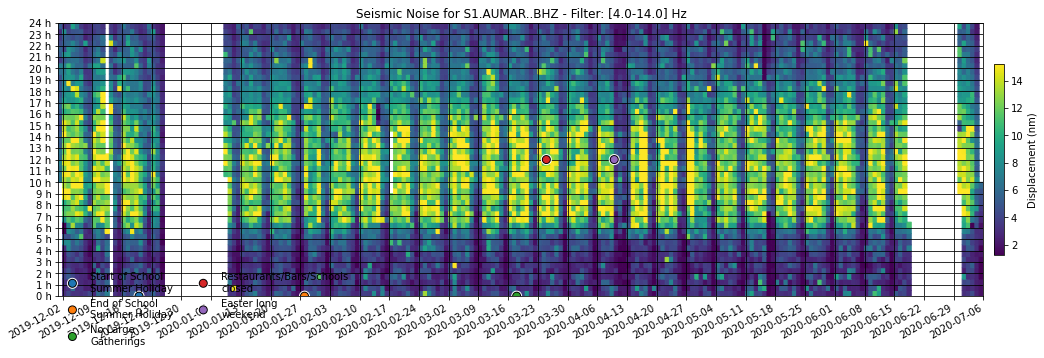 Seismic Noise for S1.AUMAR..BHZ - Filter: [4.0-14.0] Hz
24 h
23 h
22 h
21 h
20 h
19 h
18 h
17 h
16 h
15 h
14 h
13 h
12 h
11 h
10 h
9 h
8 h
7 h
6 h
5 h
4 h
3 h
2 h
1 h
0 h
14
12
10
8
6
4
2
Displacement (nm)
Start of School
Summer Holiday
End of School
Summer Holiday
No large
Gatherings
Restaurants/Bars/Schools
closed
Easter long
weekend
2019-12-02
2020-01-27
2020-02-03
2020-02-10
2020-02-17
2020-02-24
2020-03-02
2020-03-09
2020-03-16
2020-03-23
2020-03-30
2020-04-06
2020-04-13
2020-04-20
2020-04-27
2020-05-04
2020-05-11
2020-05-18
2020-05-25
2020-06-01
2020-06-08
2020-06-15
2020-06-22
2020-06-29
2020-07-06